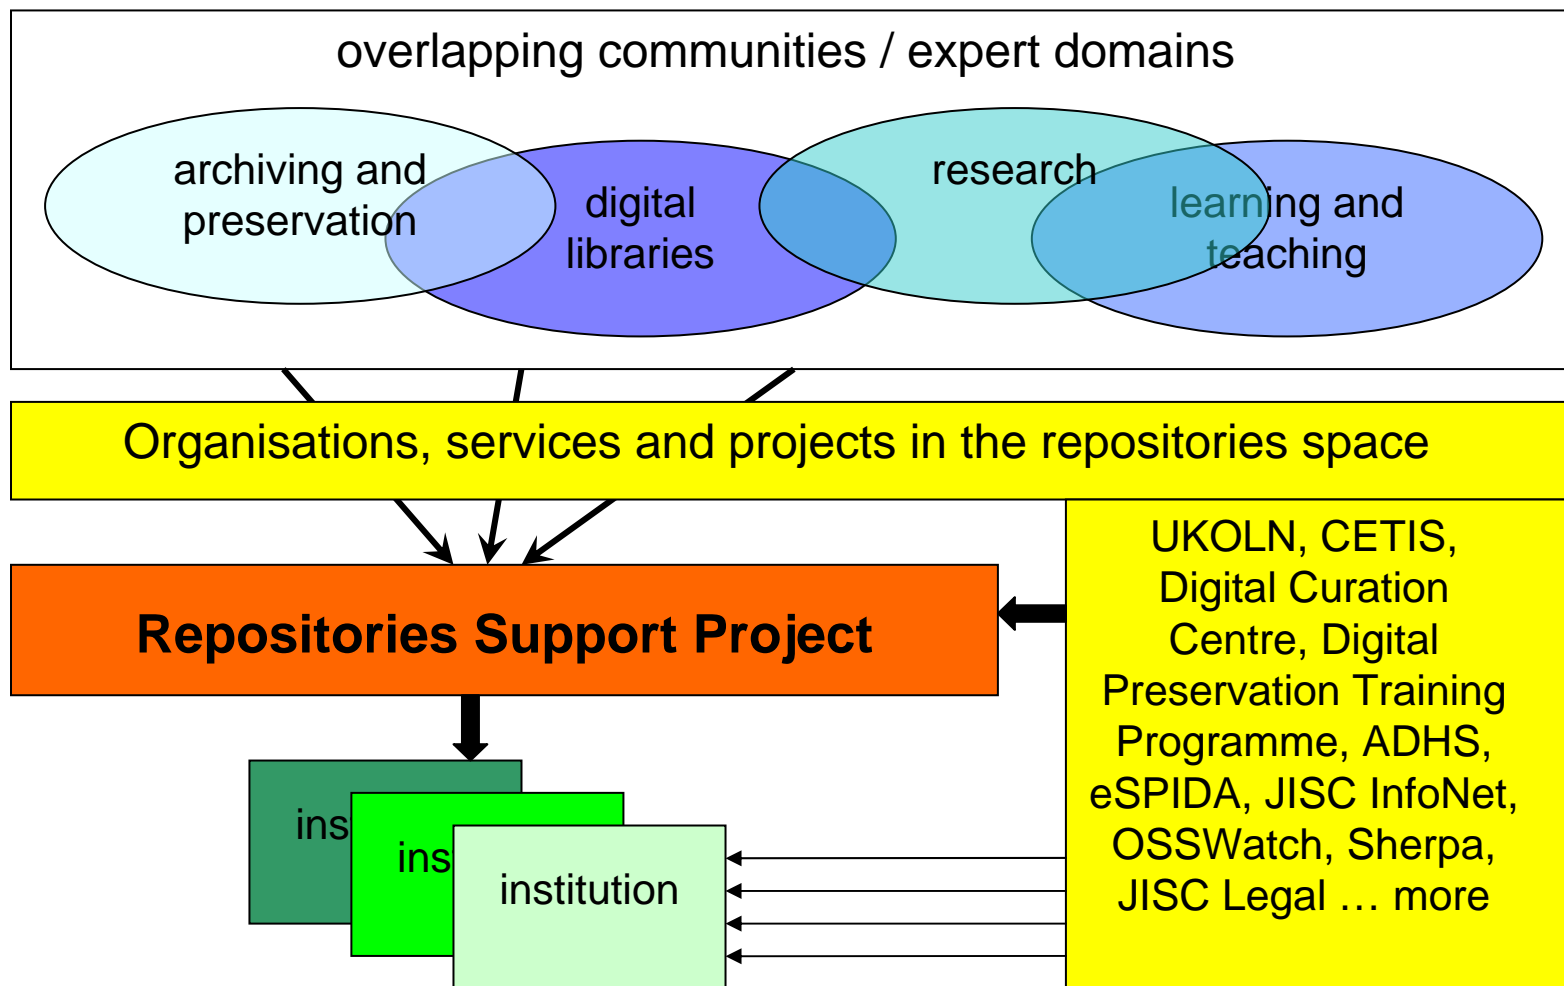 overlapping communities / expert domains
archiving and
preservation
digital
libraries
research
learning and
teaching
Organisations, services and projects in the repositories space
UKOLN, CETIS,
Digital Curation
Centre, Digital
Preservation Training
Programme, ADHS,
eSPIDA, JISC InfoNet,
OSSWatch, Sherpa,
JISC Legal … more
Repositories Support Project
ins
ins
institution